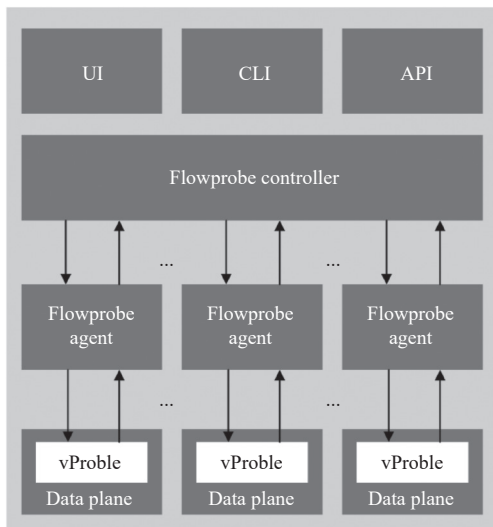 UI CLI API
Flowprobe controller
... ...
Flowprobe agent Flowprobe agent Flowprobe agent
... ...
vProble vProble vProble
Data plane Data plane Data plane